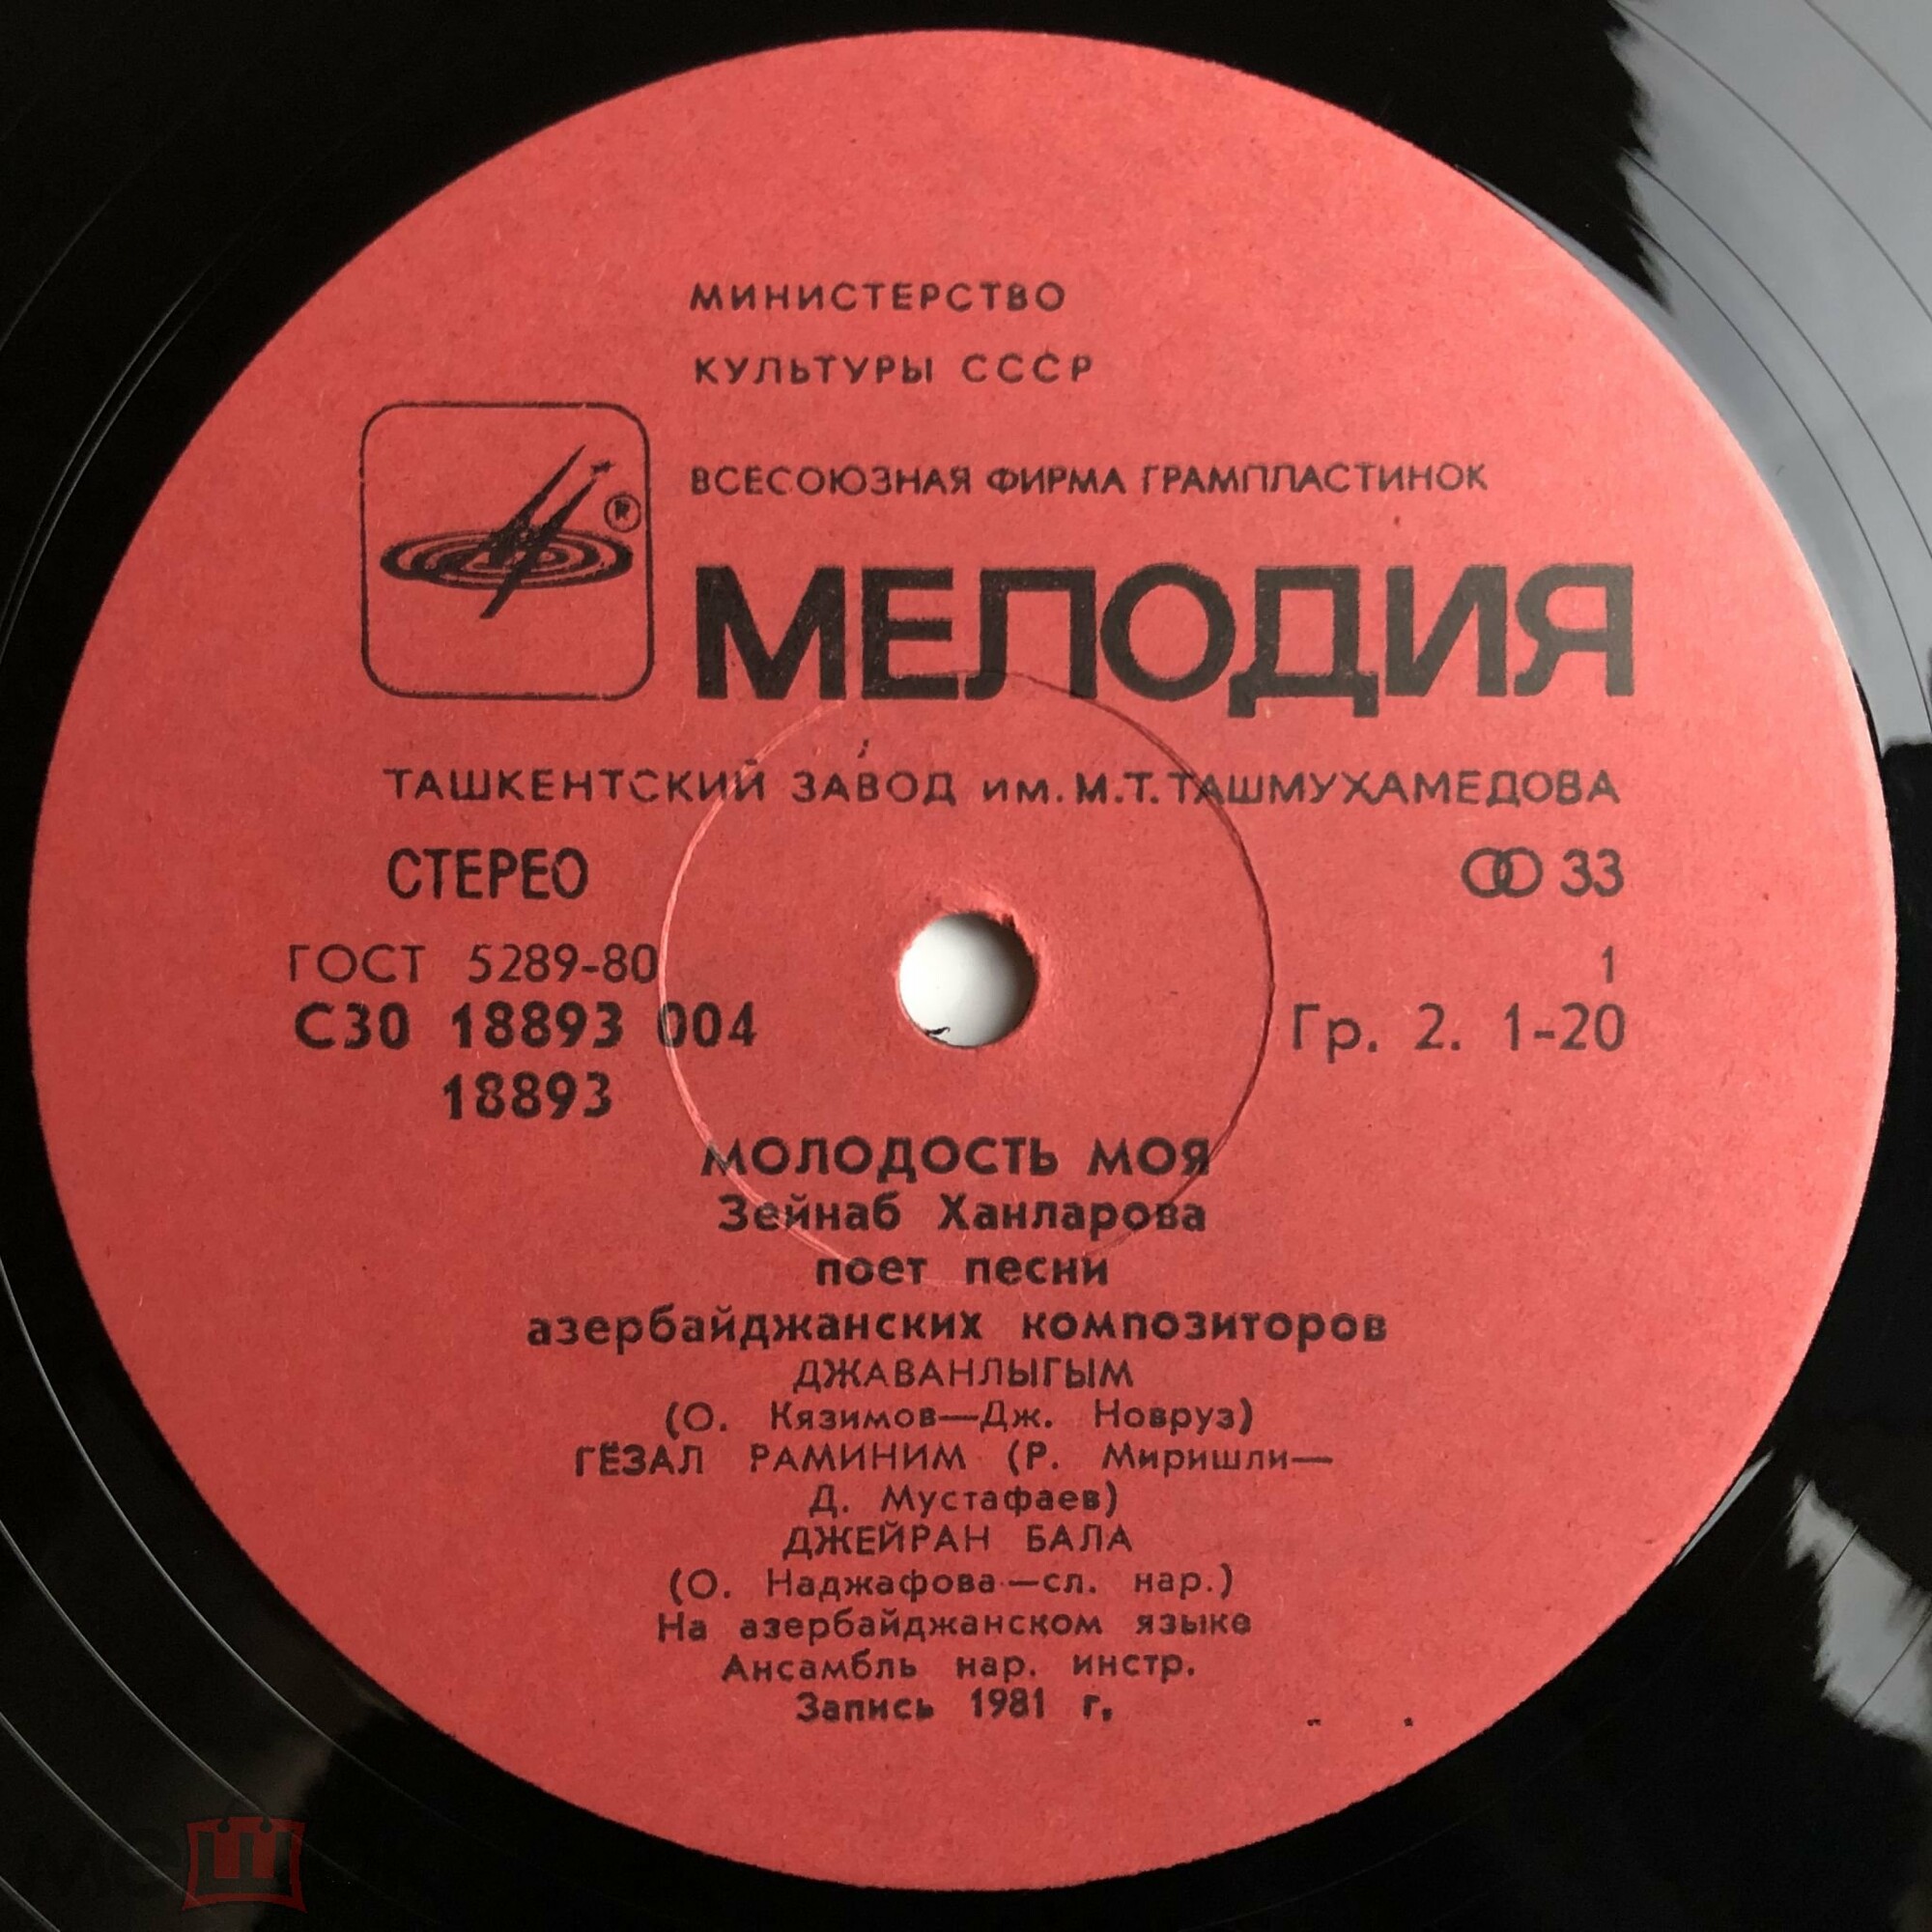 МИНИСТЕРСТВО
КУЛЬТУРЫ СССР
ВСЕСОЮЗНАЯ ФИРМА ГРАМПЛАСТИНОК
®
МЕЛОДИЯ
ТАШКЕНТСКИЙ ЗАВОД им. М.Т. ТАШМУХАМЕДОВА
СТЕРЕО 33
ГОСТ 5289-80 1
С30 18893 004 Гр. 2. 1-20
18893
МОЛОДОСТЬ МОЯ
Зейнаб Ханларова
поет песни
азербайджанских композиторов
ДЖАВАНЛЫГЫМ
(О. Кязимов—Дж. Новруз)
ГЁЗАЛ РАМИНИМ (Р. Миришли—
Д. Мустафаев)
ДЖЕЙРАН БАЛА
(О. Наджафова—сл. нар.)
На азербайджанском языке
Ансамбль нар. инстр.
Запись 1981 г.